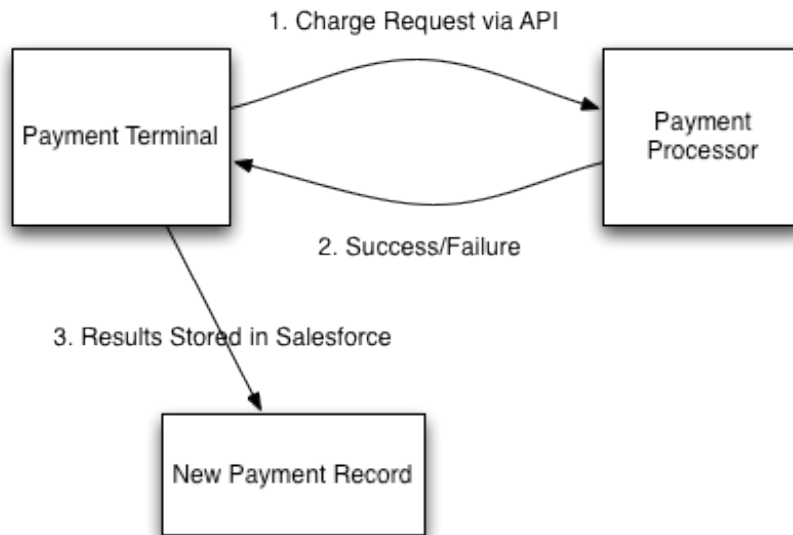 1. Charge Request via API
Payment Terminal
Payment
Processor
2. Success/Failure
3. Results Stored in Salesforce
New Payment Record